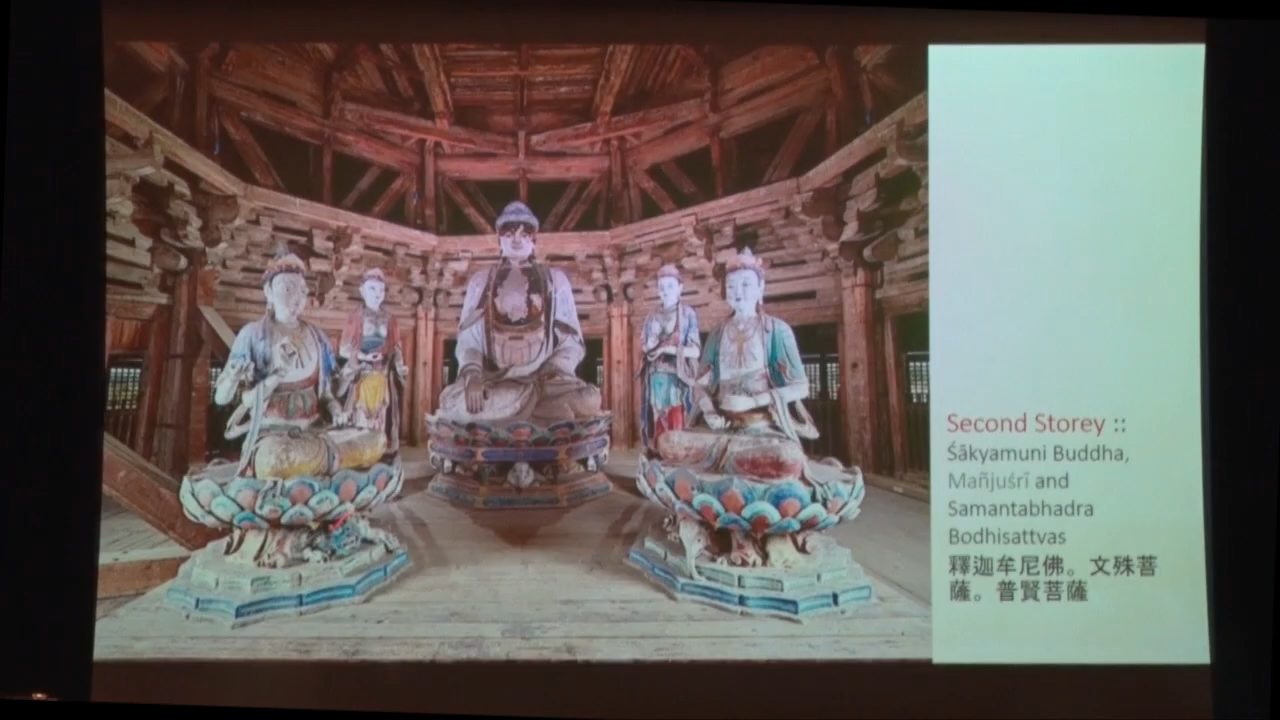 Second Storey ::
Śākyamuni Buddha,
Mañjuśrī and
Samantabhadra
Bodhisattvas
釋迦牟尼佛。文殊菩
薩。普賢菩薩